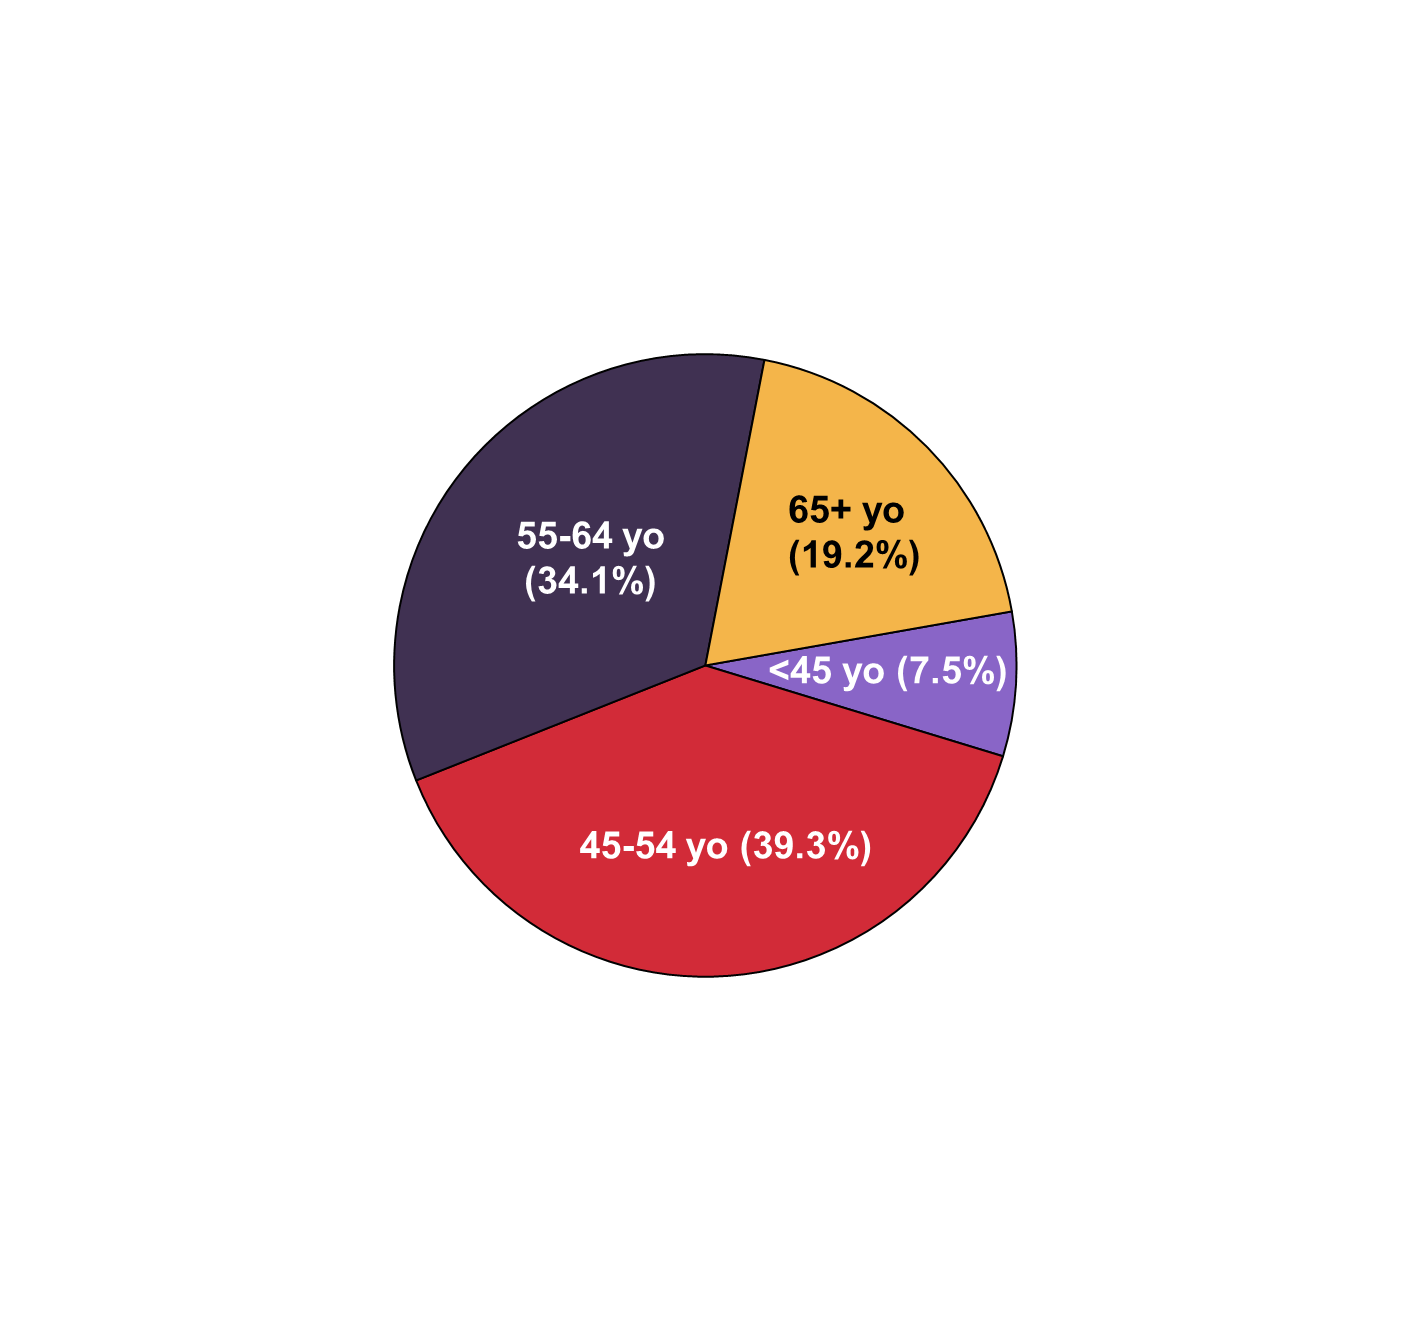 65+ yo
(19.2%)
55-64 yo
(34.1%)
<45 yo (7.5%)
45-54 yo (39.3%)